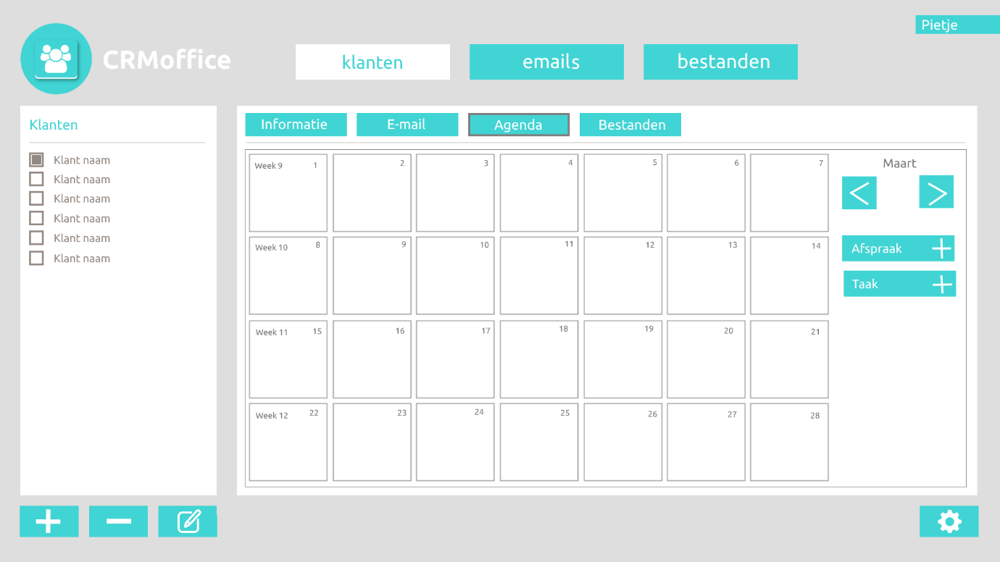 Pietje
CRMoffice
klanten
emails
bestanden
Klanten
Klant naam
Klant naam
Klant naam
Klant naam
Klant naam
Klant naam
Informatie
E-mail
Agenda
Bestanden
Week 9 1 2 3 4 5 6 7
Week 10 8 9 10 11 12 13 14
Week 11 15 16 17 18 19 20 21
Week 12 22 23 24 25 26 27 28
Maart
Afspraak
Taak